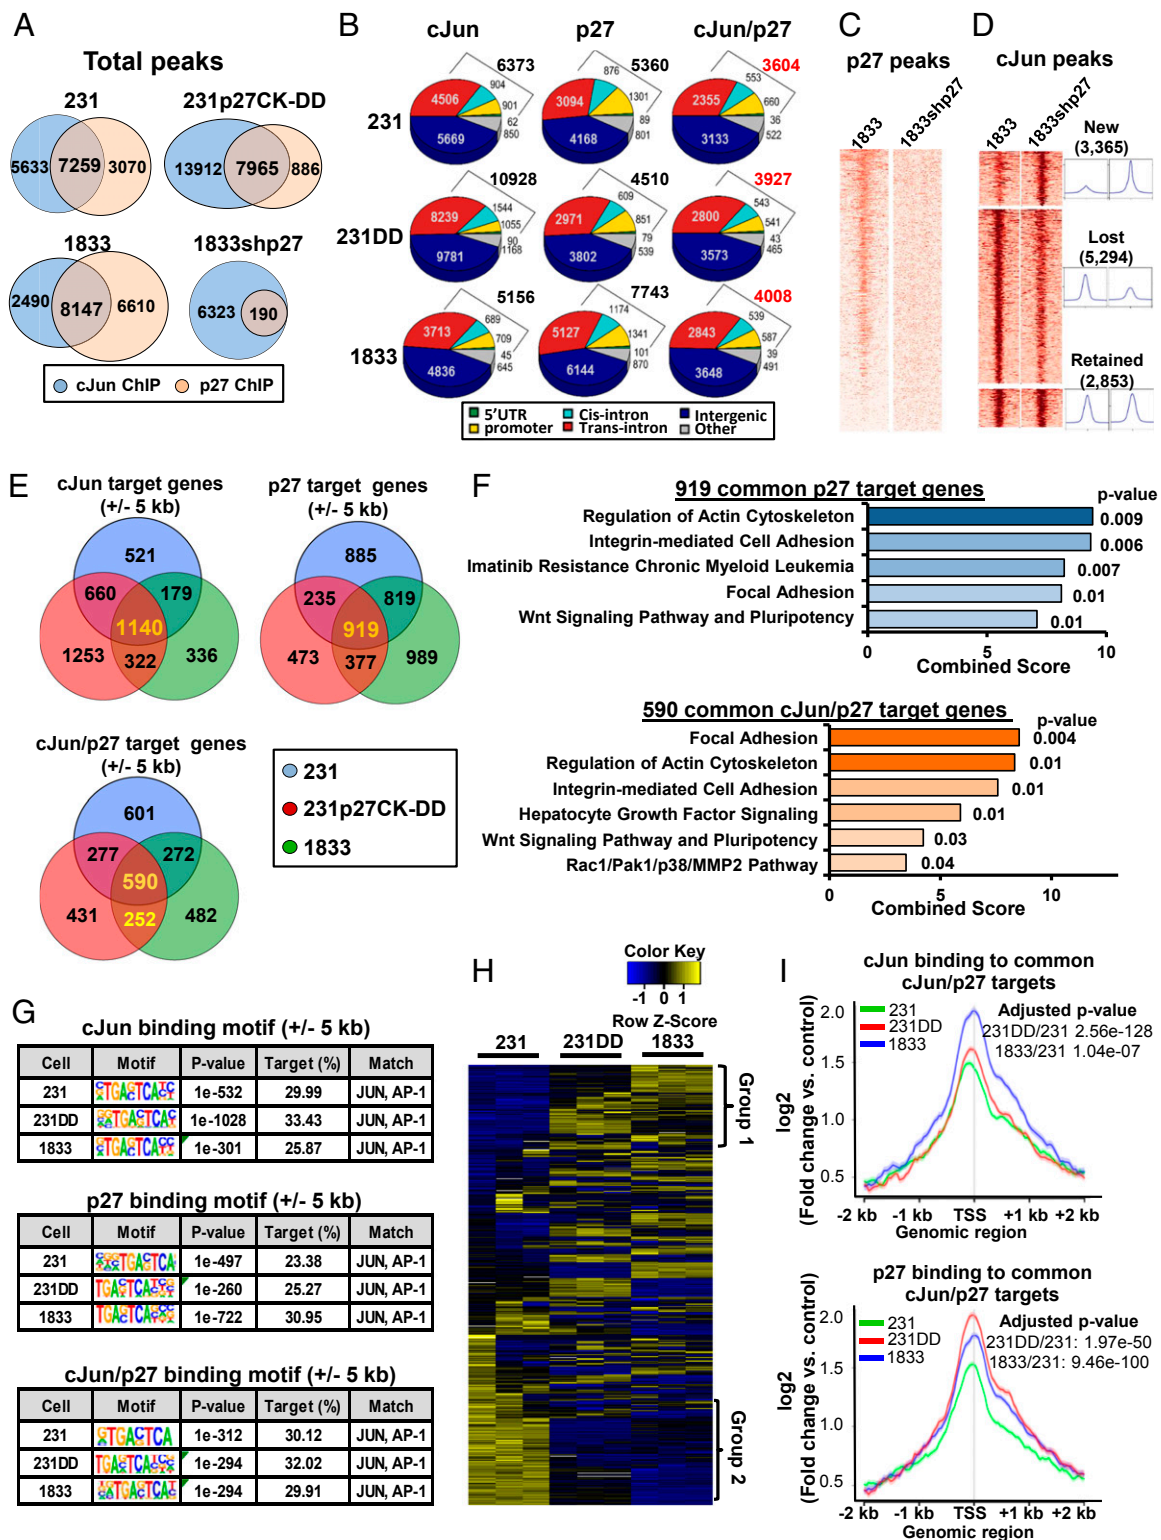 A
Total peaks
231
231p27CK-DD
5633
7259
3070
13912
7965
886
1833
1833shp27
2490
8147
6610
6323
190
cJun ChIP
p27 ChIP
B
cJun
p27
cJun/p27
231
6373
4506
904
901
62
850
5669
5360
3094
876
1301
89
801
4168
3604
2355
553
660
36
522
3133
231DD
10928
8239
1544
1055
90
1168
9781
4510
2971
609
851
79
539
3802
3927
2800
543
541
43
465
3573
1833
5156
3713
689
709
45
645
4836
7743
5127
1174
1341
101
870
6144
4008
2843
539
587
39
491
3648
5'UTR
Cis-intron
Intergenic
promoter
Trans-intron
Other
C
p27 peaks
1833
1833shp27
D
cJun peaks
1833
1833shp27
New
(3,365)
Lost
(5,294)
Retained
(2,853)
E
cJun target genes
(+/- 5 kb)
521
660
179
1140
1253
322
336
p27 target genes
(+/- 5 kb)
885
235
819
919
473
377
989
cJun/p27 target genes
(+/- 5 kb)
601
277
272
590
431
252
482
231
231p27CK-DD
1833
F
919 common p27 target genes
p-value
Regulation of Actin Cytoskeleton
0.009
Integrin-mediated Cell Adhesion
0.006
Imatinib Resistance Chronic Myeloid Leukemia
0.007
Focal Adhesion
0.01
Wnt Signaling Pathway and Pluripotency
0.01
0
5
10
Combined Score
590 common cJun/p27 target genes
p-value
Focal Adhesion
0.004
Regulation of Actin Cytoskeleton
0.01
Integrin-mediated Cell Adhesion
0.01
Hepatocyte Growth Factor Signaling
0.01
Wnt Signaling Pathway and Pluripotency
0.03
Rac1/Pak1/p38/MMP2 Pathway
0.04
0
5
10
Combined Score
G
cJun binding motif (+/- 5 kb)
Cell Motif P-value Target (%) Match
231 TGAGTCA 1e-532 29.99 JUN, AP-1
231DD TGAGTCA 1e-1028 33.43 JUN, AP-1
1833 TGAGTCA 1e-301 25.87 JUN, AP-1
p27 binding motif (+/- 5 kb)
Cell Motif P-value Target (%) Match
231 TGAGTCA 1e-497 23.38 JUN, AP-1
231DD TGAGTCA 1e-260 25.27 JUN, AP-1
1833 TGAGTCA 1e-722 30.95 JUN, AP-1
cJun/p27 binding motif (+/- 5 kb)
Cell Motif P-value Target (%) Match
231 TGAGTCA 1e-312 30.12 JUN, AP-1
231DD TGAGTCA 1e-294 32.02 JUN, AP-1
1833 TGAGTCA 1e-294 29.91 JUN, AP-1
H
Color Key
-1 0 1
Row Z-Score
231
231DD
1833
Group 1
Group 2
I
cJun binding to common
cJun/p27 targets
231
231DD
1833
Adjusted p-value
231DD/231 2.56e-128
1833/231 1.04e-07
log2
(Fold change vs. control)
2.0
1.5
1.0
0.5
-2 kb -1 kb TSS +1 kb +2 kb
Genomic region
p27 binding to common
cJun/p27 targets
231
231DD
1833
Adjusted p-value
231DD/231: 1.97e-50
1833/231: 9.46e-100
log2
(Fold change vs. control)
2.0
1.5
1.0
0.5
-2 kb -1 kb TSS +1 kb +2 kb
Genomic region